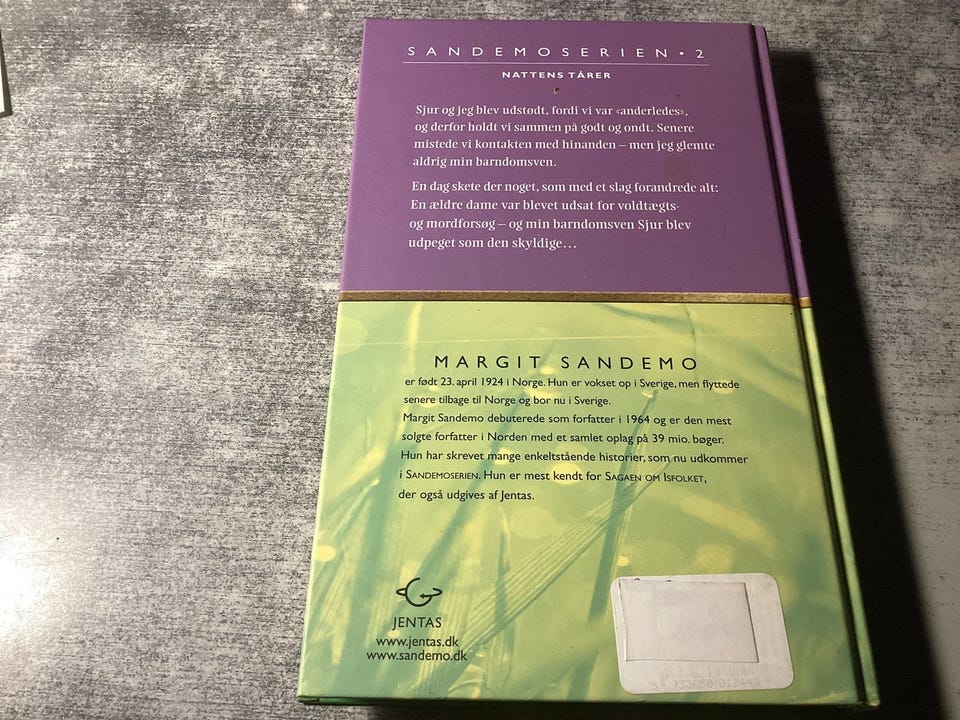 SANDEMOSERIEN • 2
NATTENS TÅRER
Sjur og jeg blev udstødt, fordi vi var «anderledes»,
og derfor holdt vi sammen på godt og ondt. Senere
mistede vi kontakten med hinanden – men jeg glemte
aldrig min barndomsven.
En dag skete der noget, som med et slag forandrede alt:
En ældre dame var blevet udsat for voldtægts-
og mordforsøg – og min barndomsven Sjur blev
udpeget som den skyldige...
MARGIT SANDEMO
er født 23. april 1924 i Norge. Hun er vokset op i Sverige, men flyttede
senere tilbage til Norge og bor nu i Sverige.
Margit Sandemo debuterede som forfatter i 1964 og er den mest
solgte forfatter i Norden med et samlet oplag på 39 mio. bøger.
Hun har skrevet mange enkeltstående historier, som nu udkommer
i SANDEMOSERIEN. Hun er mest kendt for SAGAEN OM ISFOLKET,
der også udgives af Jentas.
JENTAS
www.jentas.dk
www.sandemo.dk